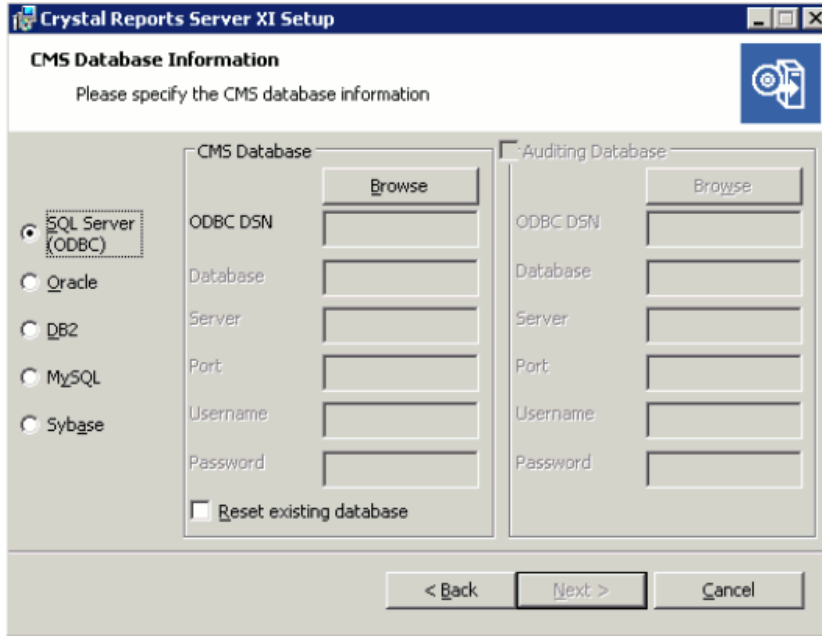 Crystal Reports Server XI Setup
CMS Database Information
Please specify the CMS database information
SQL Server
(ODBC)
Oracle
DB2
MySQL
Sybase
CMS Database
Browse
ODBC DSN
Database
Server
Port
Username
Password
Reset existing database
Auditing Database
Browse
ODBC DSN
Database
Server
Port
Username
Password
< Back
Next >
Cancel